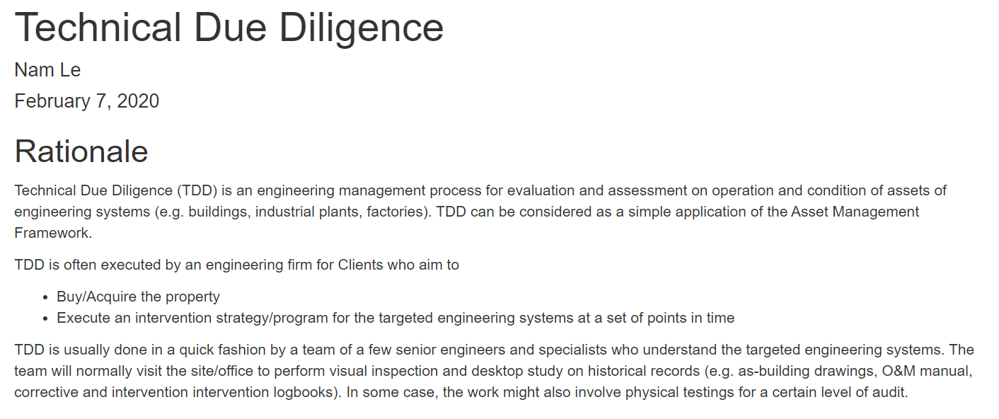 Technical Due Diligence
Nam Le
February 7, 2020
Rationale
Technical Due Diligence (TDD) is an engineering management process for evaluation and assessment on operation and condition of assets of
engineering systems (e.g. buildings, industrial plants, factories). TDD can be considered as a simple application of the Asset Management
Framework.
TDD is often executed by an engineering firm for Clients who aim to
• Buy/Acquire the property
• Execute an intervention strategy/program for the targeted engineering systems at a set of points in time
TDD is usually done in a quick fashion by a team of a few senior engineers and specialists who understand the targeted engineering systems. The
team will normally visit the site/office to perform visual inspection and desktop study on historical records (e.g. as-building drawings, O&M manual,
corrective and intervention intervention logbooks). In some case, the work might also involve physical testings for a certain level of audit.